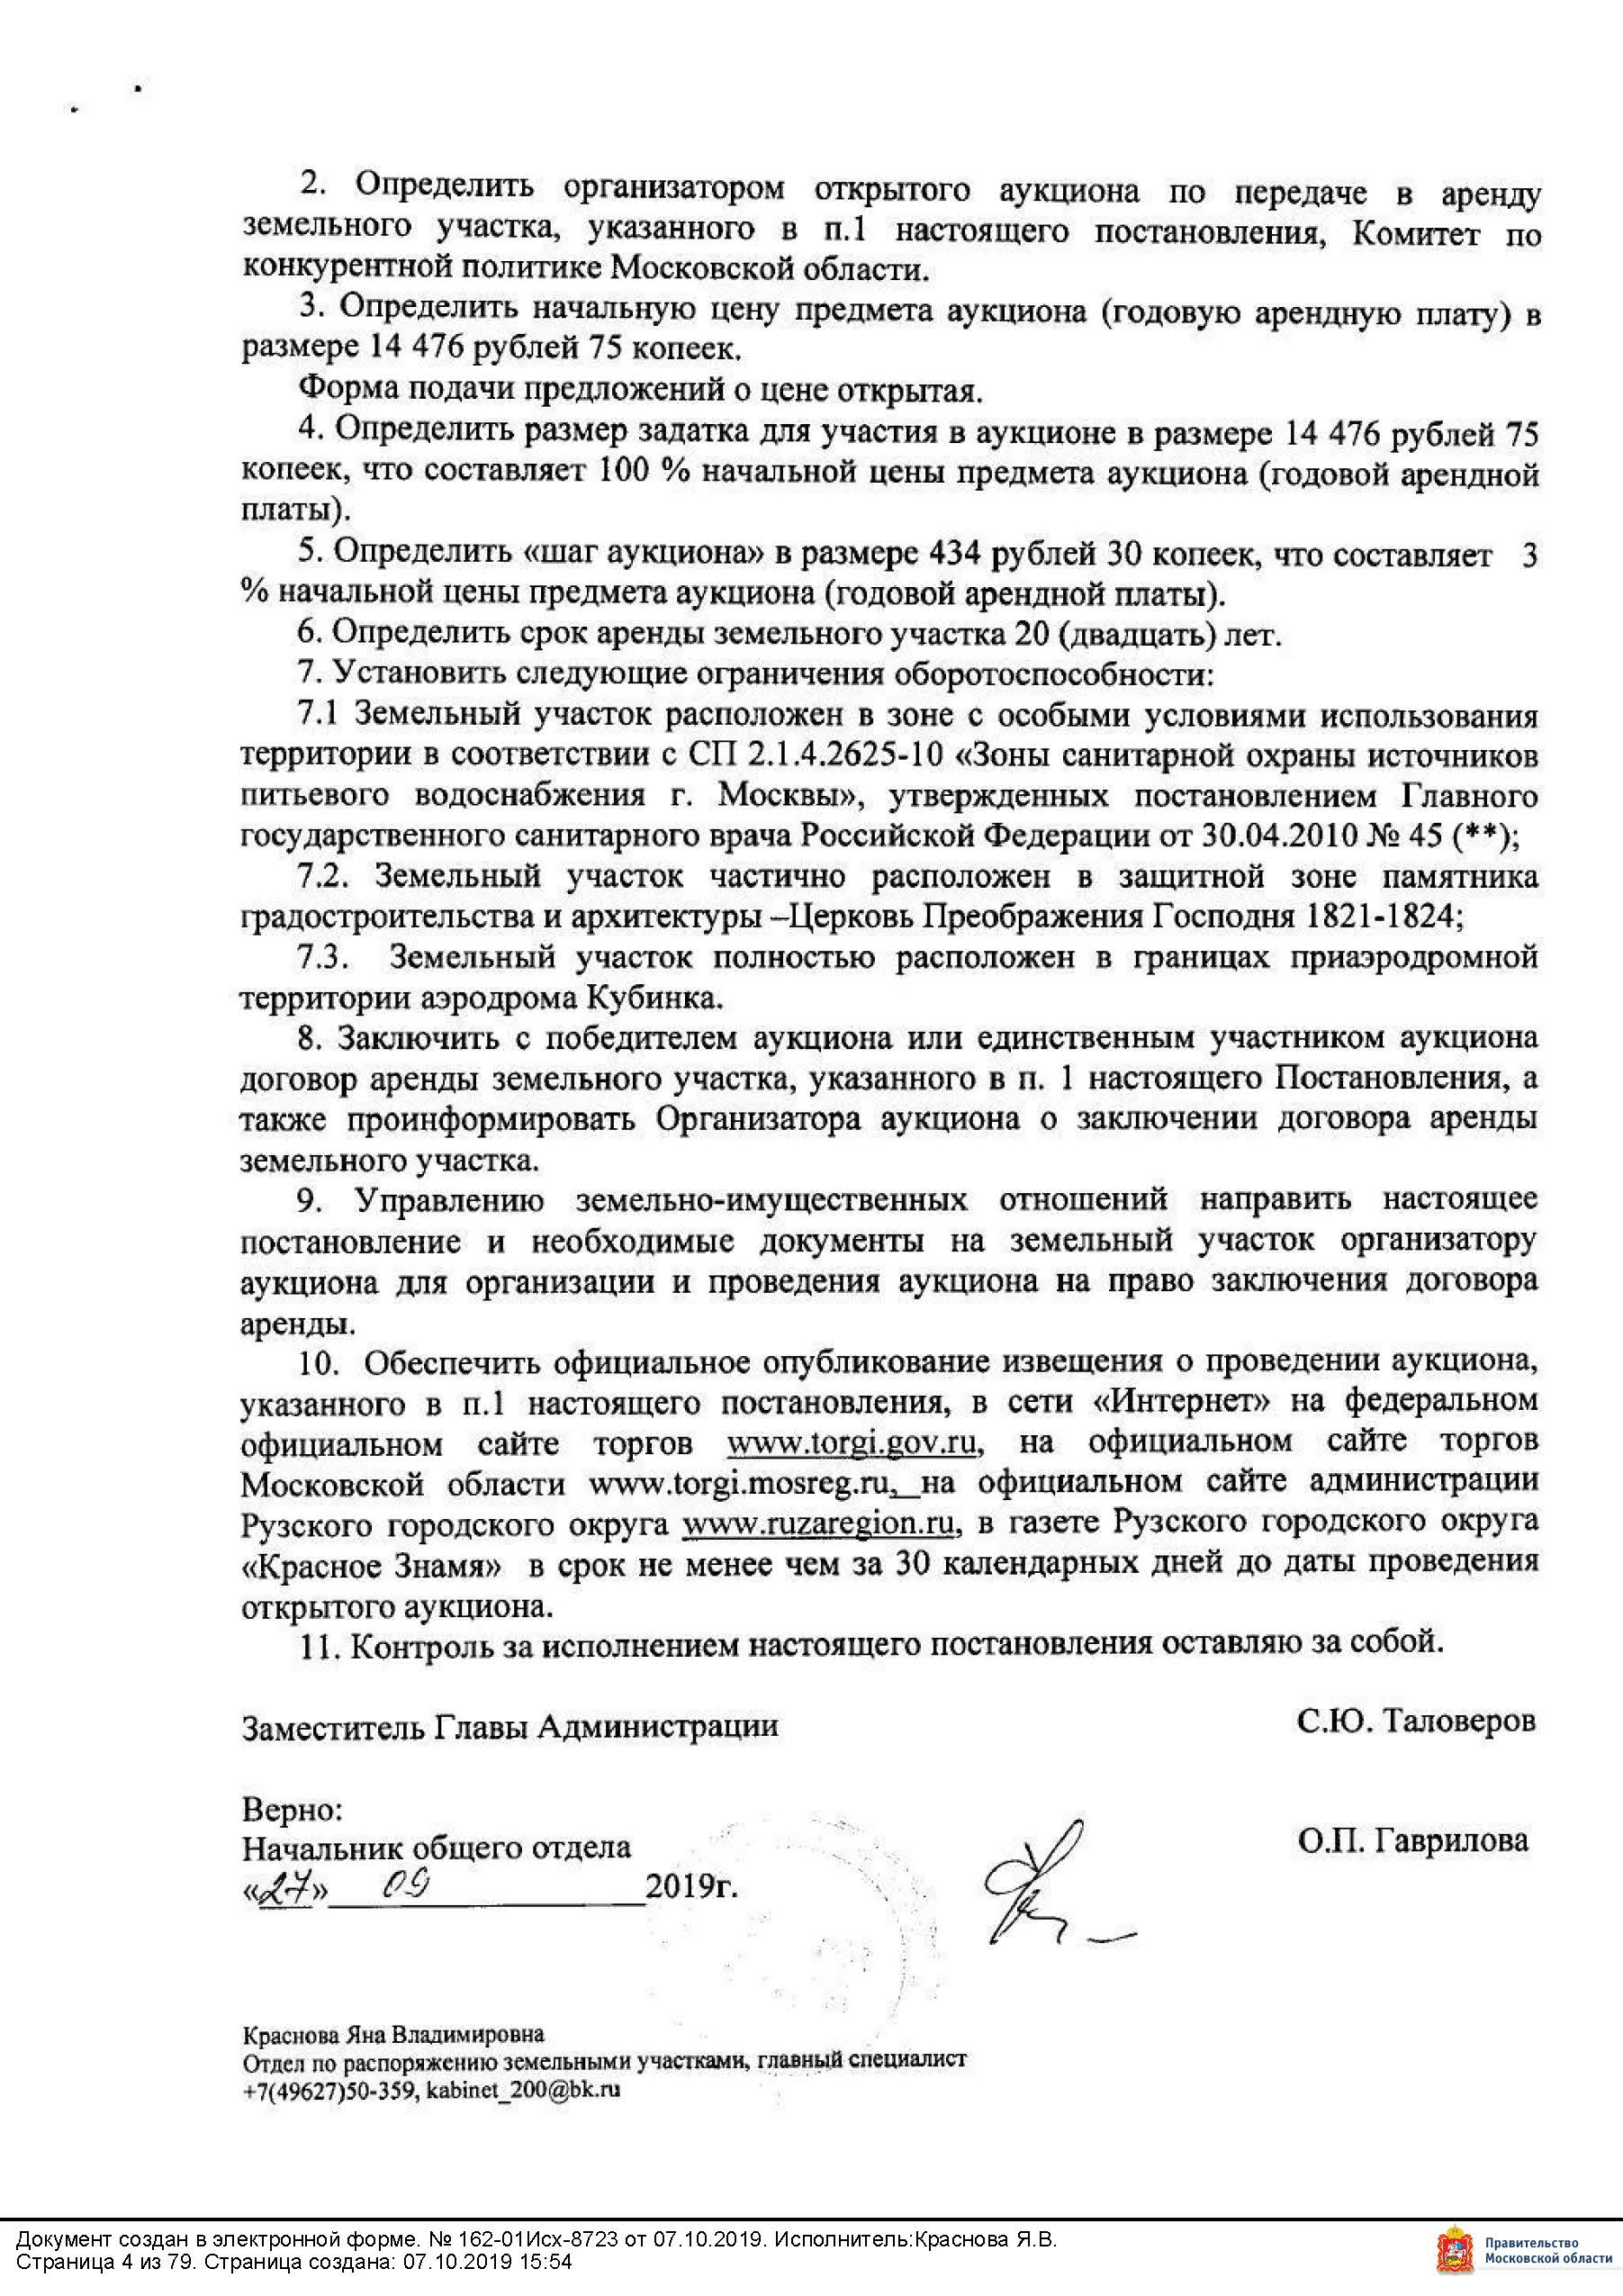 2. Определить организатором открытого аукциона по передаче в аренду
земельного участка, указанного в п.1 настоящего постановления, Комитет по
конкурентной политике Московской области.
3. Определить начальную цену предмета аукциона (годовую арендную плату) в
размере 14 476 рублей 75 копеек.
Форма подачи предложений о цене открытая.
4. Определить размер задатка для участия в аукционе в размере 14 476 рублей 75
копеек, что составляет 100 % начальной цены предмета аукциона (годовой арендной
платы).
5. Определить «шаг аукциона» в размере 434 рублей 30 копеек, что составляет 3
% начальной цены предмета аукциона (годовой арендной платы).
6. Определить срок аренды земельного участка 20 (двадцать) лет.
7. Установить следующие ограничения оборотоспособности:
7.1 Земельный участок расположен в зоне с особыми условиями использования
территории в соответствии с СП 2.1.4.2625-10 «Зоны санитарной охраны источников
питьевого водоснабжения г. Москвы», утвержденных постановлением Главного
государственного санитарного врача Российской Федерации от 30.04.2010 № 45 (**);
7.2. Земельный участок частично расположен в защитной зоне памятника
градостроительства и архитектуры –Церковь Преображения Господня 1821-1824;
7.3. Земельный участок полностью расположен в границах приаэродромной
территории аэродрома Кубинка.
8. Заключить с победителем аукциона или единственным участником аукциона
договор аренды земельного участка, указанного в п. 1 настоящего Постановления, а
также проинформировать Организатора аукциона о заключении договора аренды
земельного участка.
9. Управлению земельно-имущественных отношений направить настоящее
постановление и необходимые документы на земельный участок организатору
аукциона для организации и проведения аукциона на право заключения договора
аренды.
10. Обеспечить официальное опубликование извещения о проведении аукциона,
указанного в п.1 настоящего постановления, в сети «Интернет» на федеральном
официальном сайте торгов www.torgi.gov.ru, на официальном сайте торгов
Московской области www.torgi.mosreg.ru, на официальном сайте администрации
Рузского городского округа www.ruzaregion.ru, в газете Рузского городского округа
«Красное Знамя» в срок не менее чем за 30 календарных дней до даты проведения
открытого аукциона.
11. Контроль за исполнением настоящего постановления оставляю за собой.
Заместитель Главы Администрации С.Ю. Таловеров
Верно:
Начальник общего отдела О.П. Гаврилова
«27» 09 2019г.
Краснова Яна Владимировна
Отдел по распоряжению земельными участками, главный специалист
+7(49627)50-359, kabinet_200@bk.ru
Документ создан в электронной форме. № 162-01Исх-8723 от 07.10.2019. Исполнитель:Краснова Я.В.
Страница 4 из 79. Страница создана: 07.10.2019 15:54
Правительство
Московской области